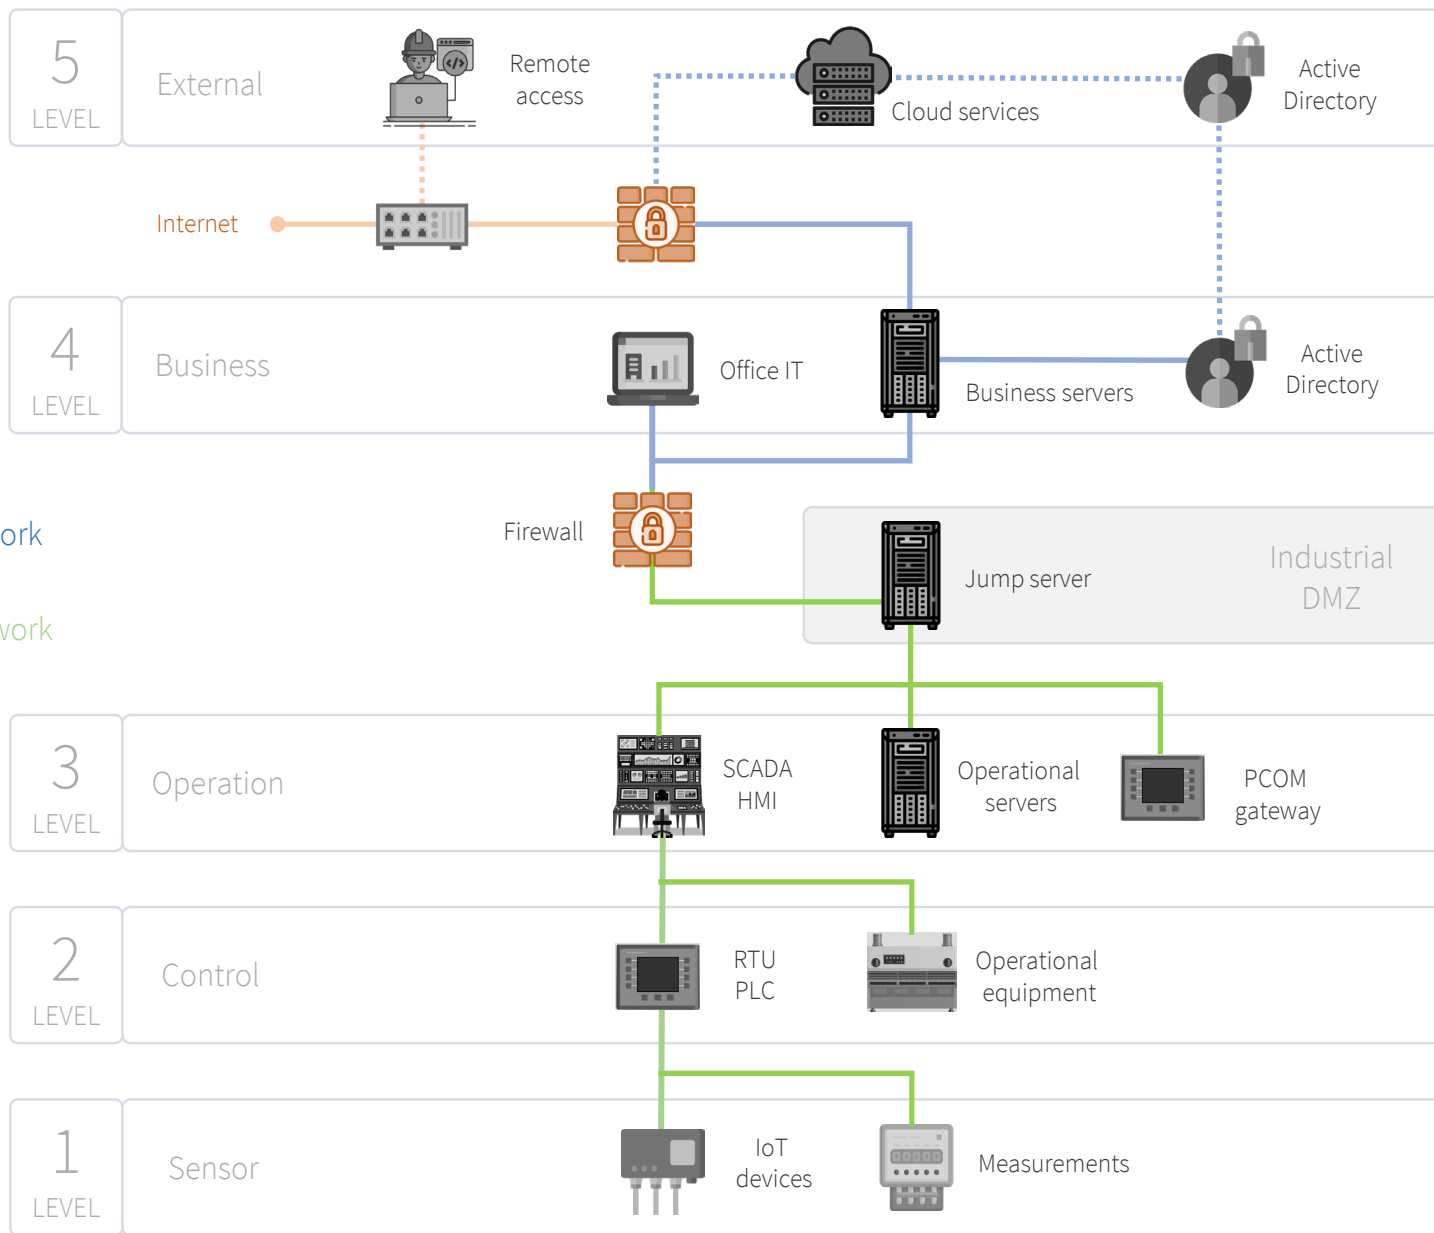 5
LEVEL
External
Remote
access
Cloud services
Active
Directory
Internet
4
LEVEL
Business
Office IT
Business servers
Active
Directory
Firewall
Jump server
Industrial
DMZ
3
LEVEL
Operation
SCADA
HMI
Operational
servers
PCOM
gateway
2
LEVEL
Control
RTU
PLC
Operational
equipment
1
LEVEL
Sensor
IoT
devices
Measurements